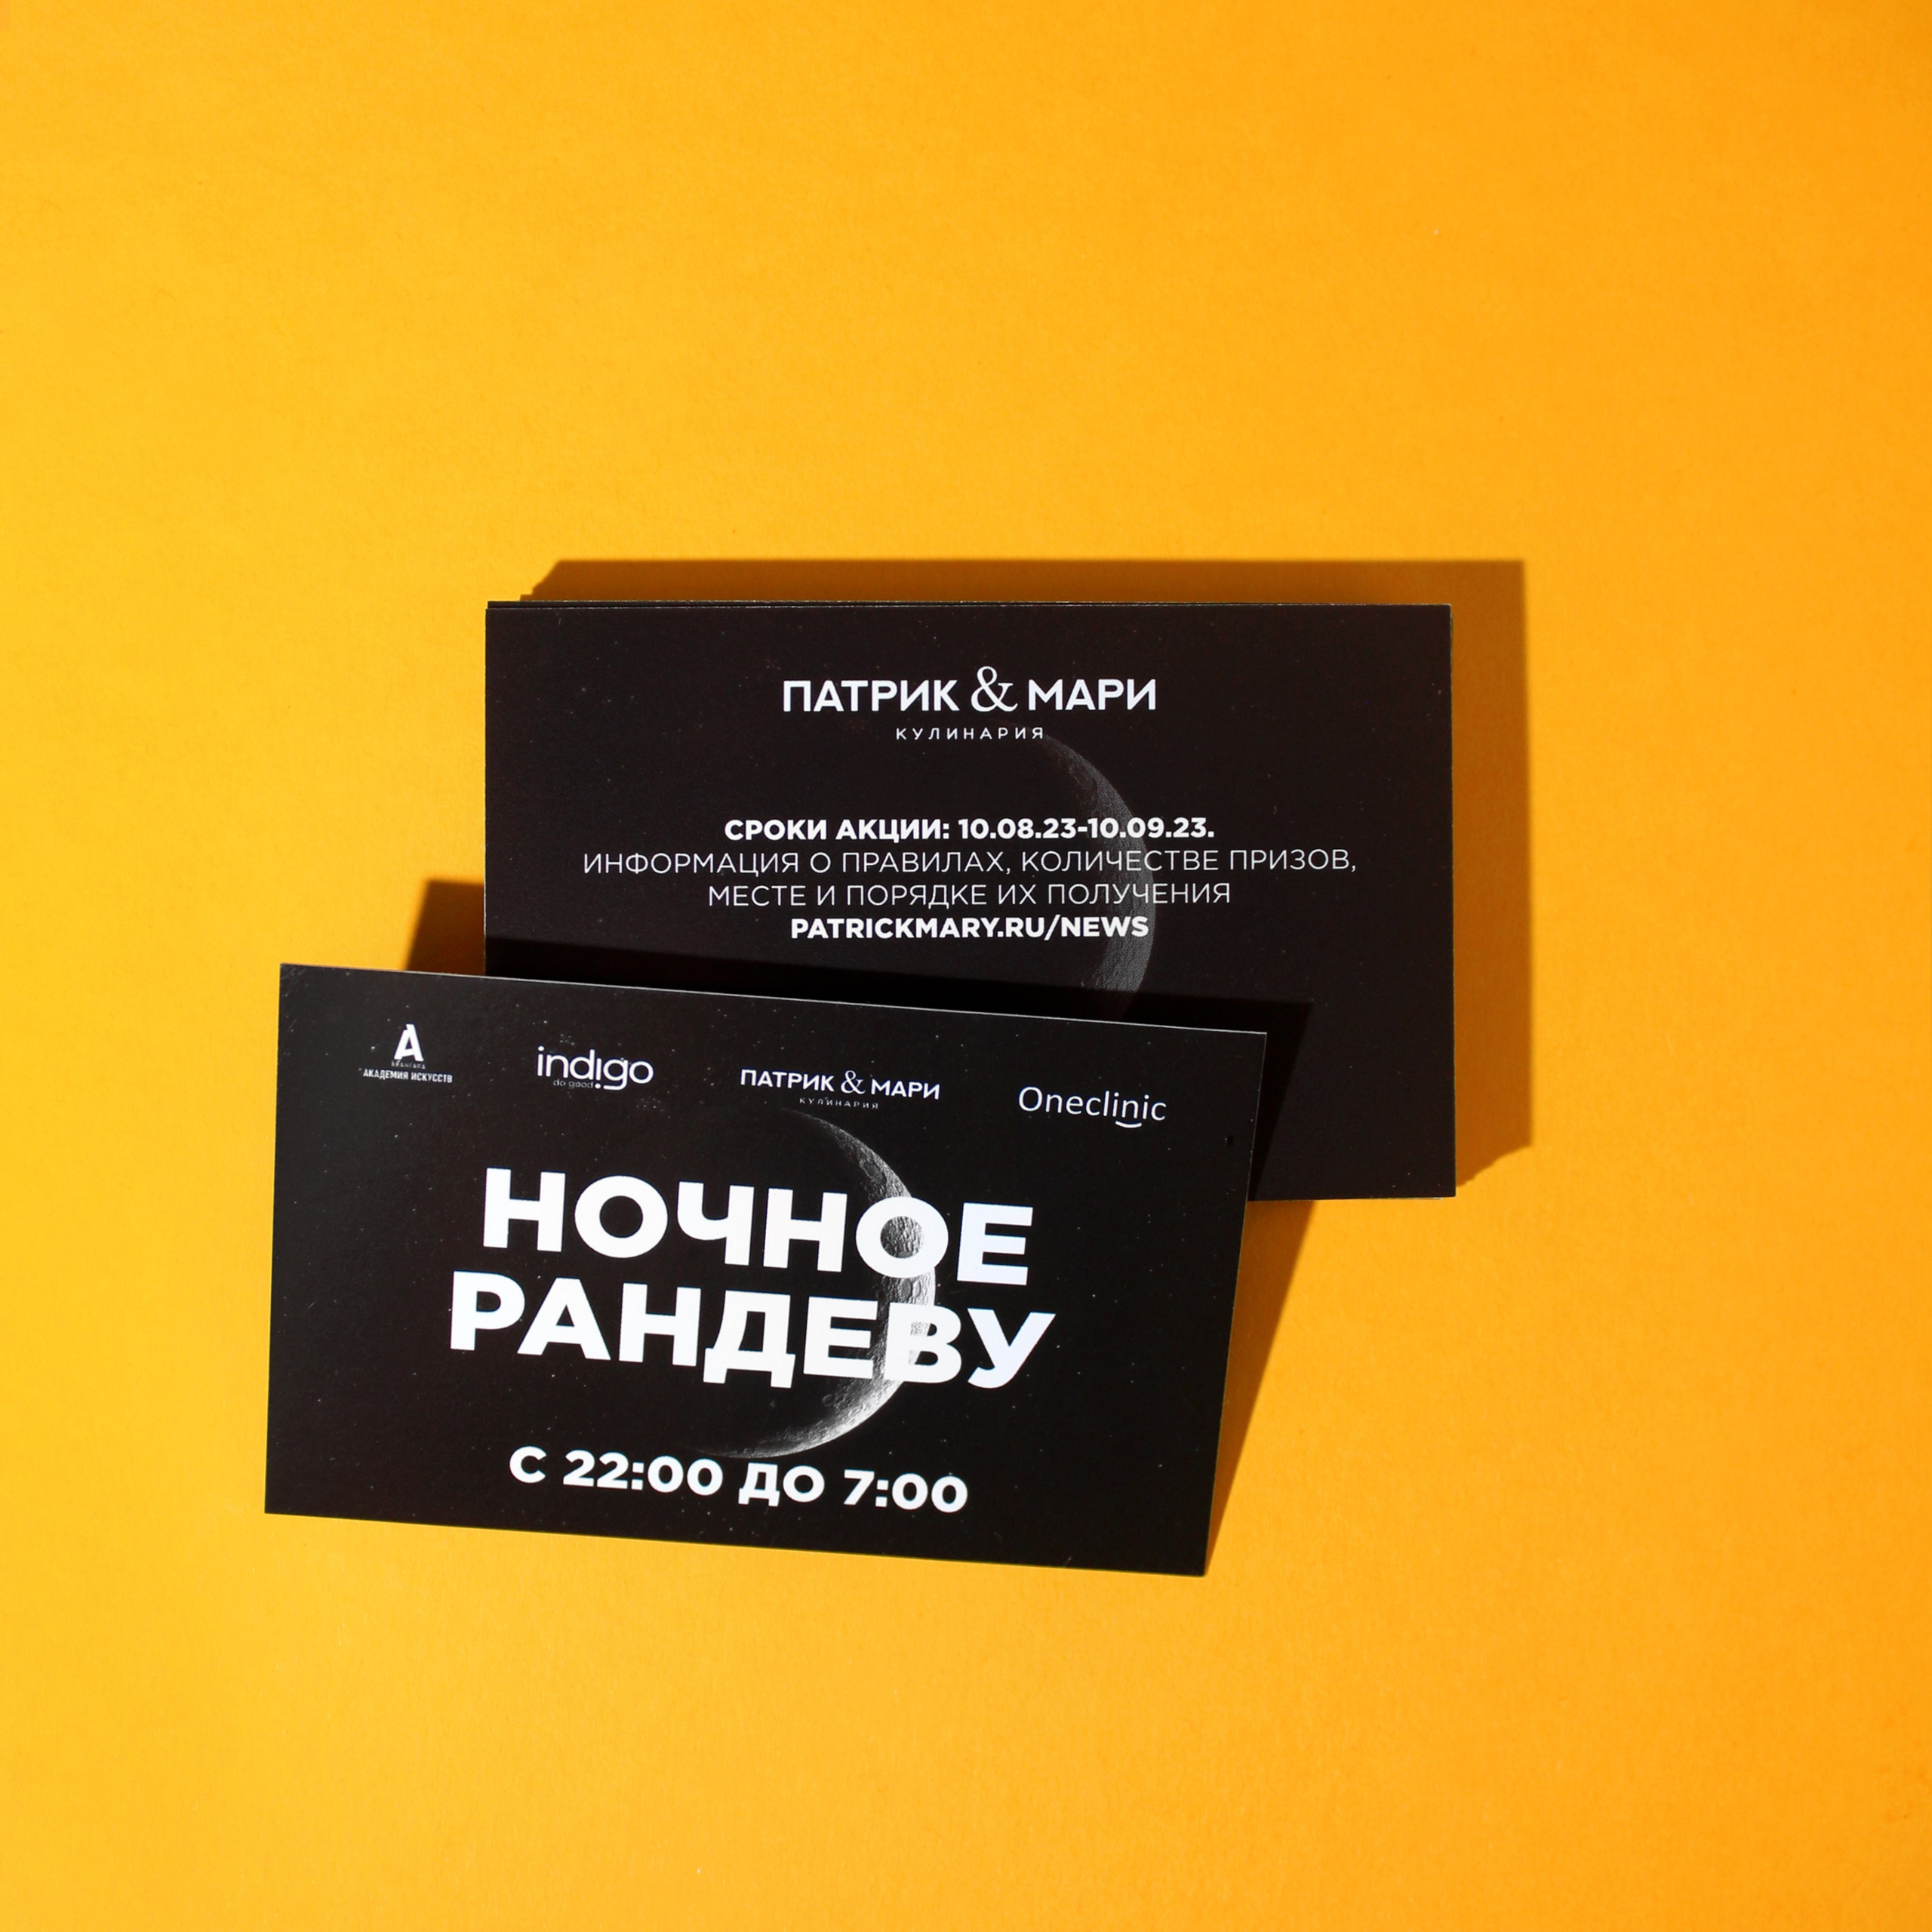 ПАТРИК & МАРИ
КУЛИНАРИЯ
СРОКИ АКЦИИ: 10.08.23-10.09.23.
ИНФОРМАЦИЯ О ПРАВИЛАХ, КОЛИЧЕСТВЕ ПРИЗОВ,
МЕСТЕ И ПОРЯДКЕ ИХ ПОЛУЧЕНИЯ
PATRICKMARY.RU/NEWS
А
АВАНГАРД
АКАДЕМИЯ ИСКУССТВ
indigo
do good
ПАТРИК & МАРИ
КУЛИНАРИЯ
Oneclinic
НОЧНОЕ
РАНДЕВУ
С 22:00 ДО 7:00